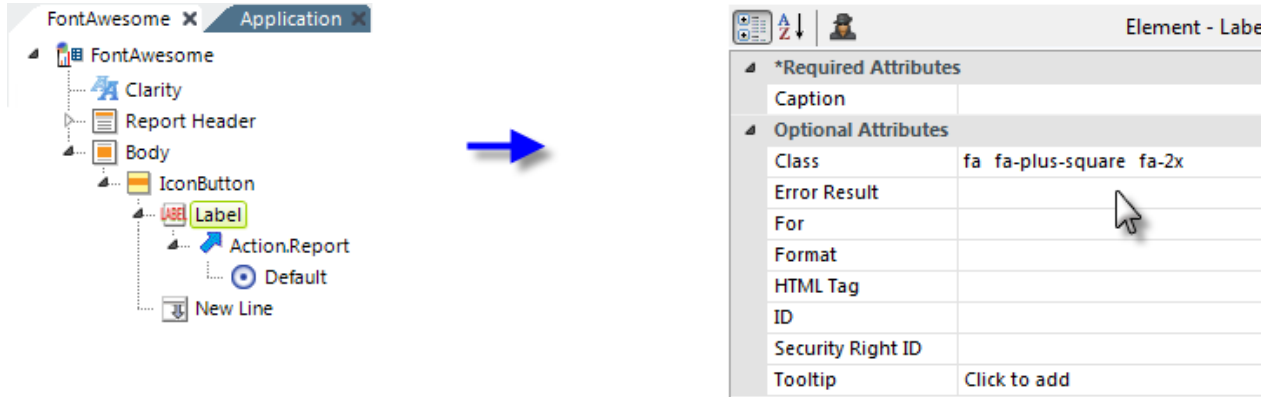 FontAwesome
Application
FontAwesome
Clarity
Report Header
Body
IconButton
LABEL Label
Action.Report
Default
New Line
A Z
Element - Labe
*Required Attributes
Caption
Optional Attributes
Class fa fa-plus-square fa-2x
Error Result
For
Format
HTML Tag
ID
Security Right ID
Tooltip Click to add